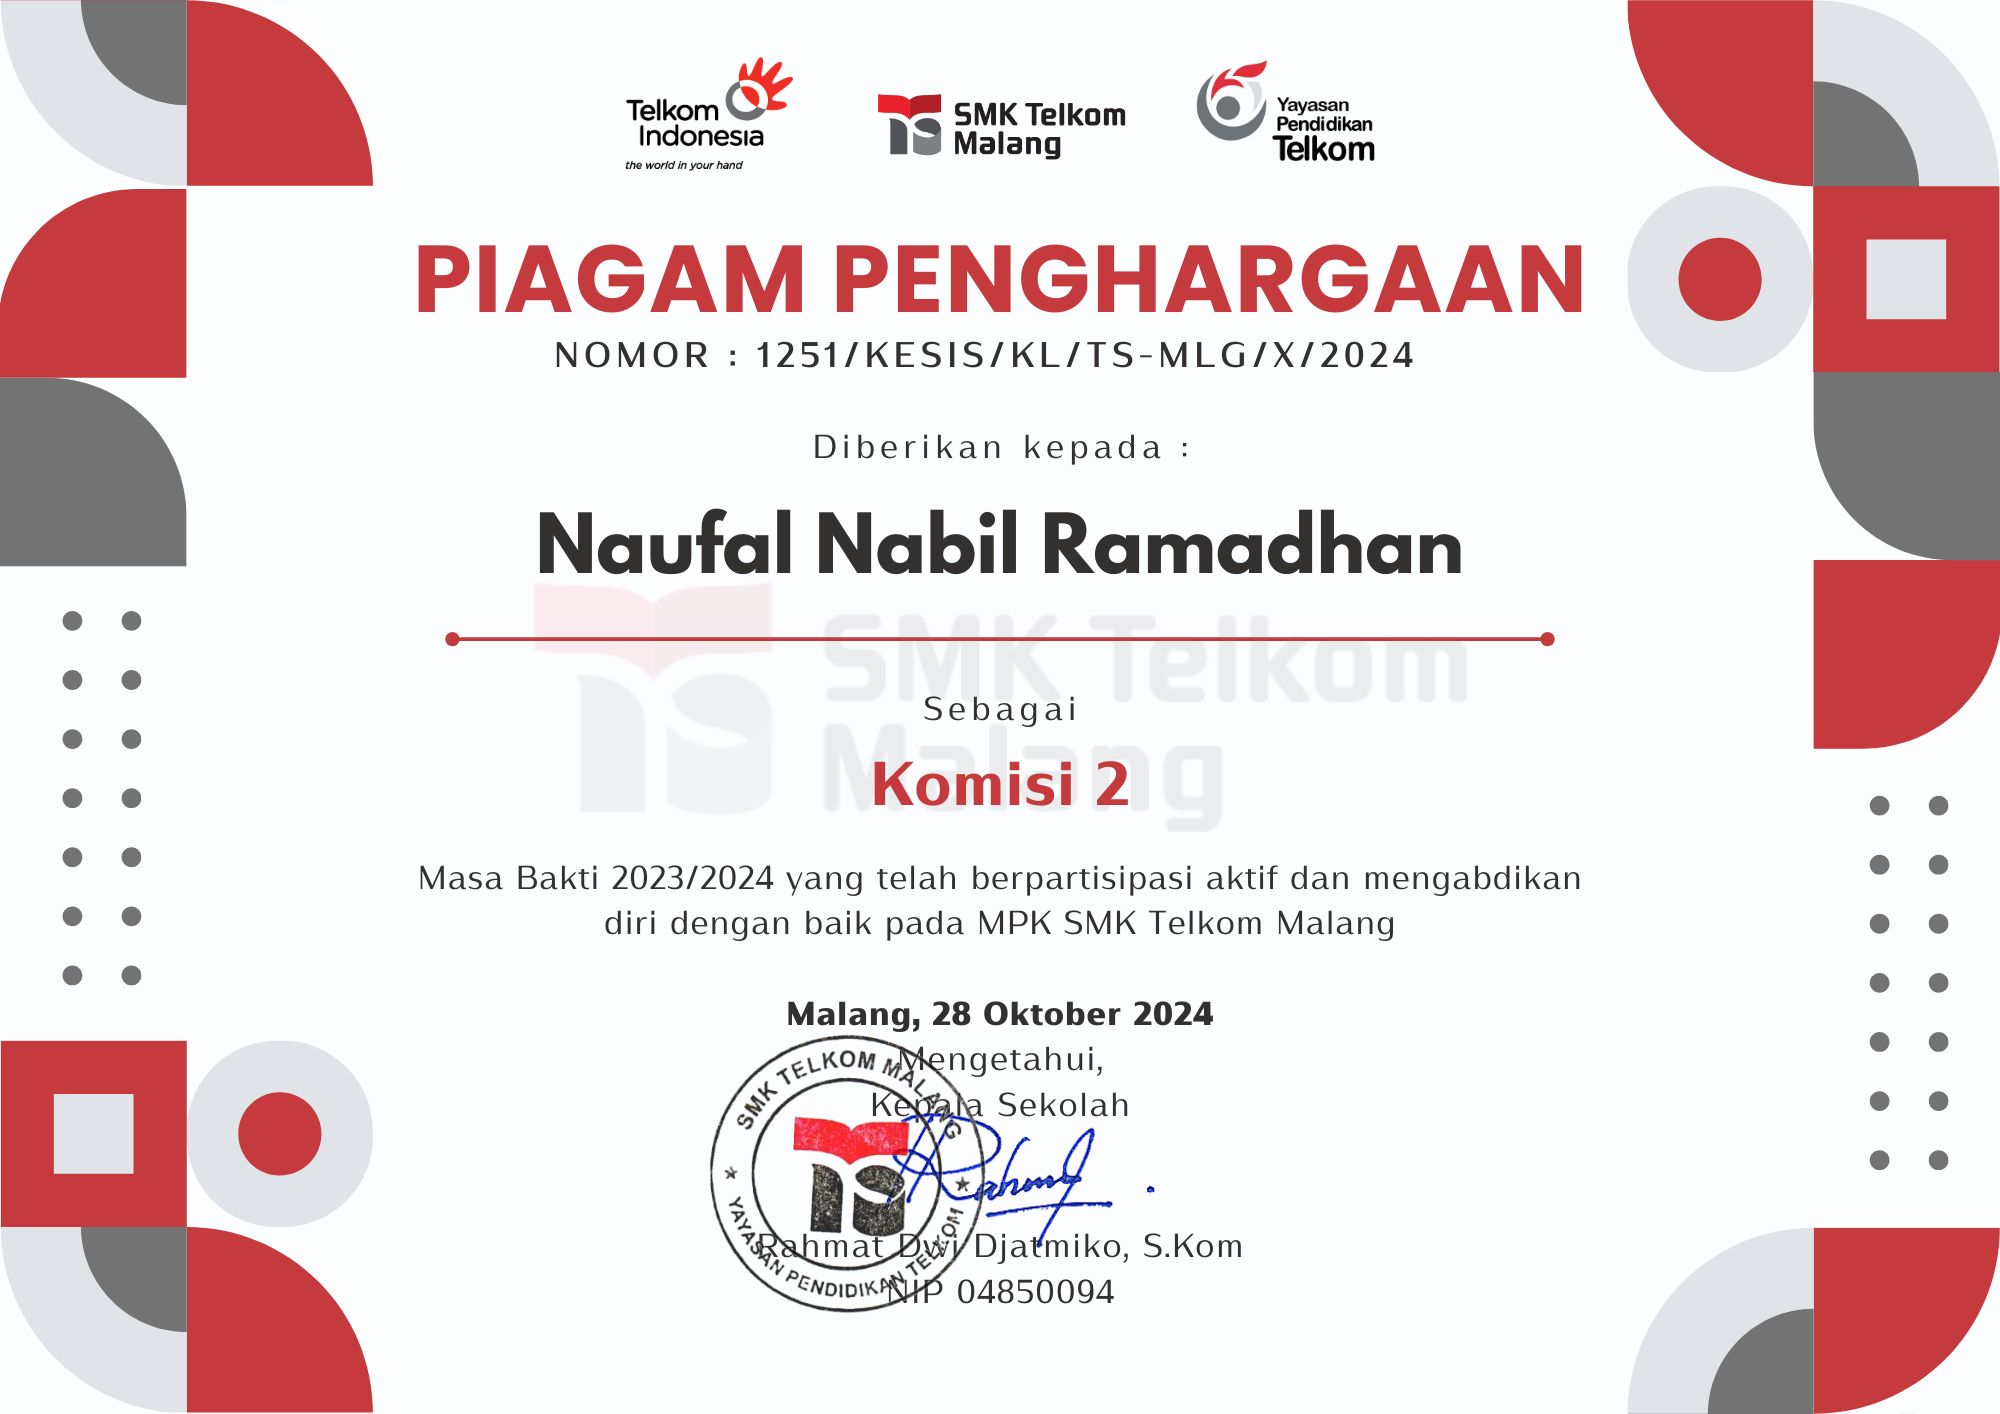 Telkom
Indonesia
the world in your hand
SMK Telkom
Malang
Yayasan
Pendidikan
Telkom
PIAGAM PENGHARGAAN
NOMOR : 1251/KESIS/KL/TS-MLG/X/2024
Diberikan kepada :
Naufal Nabil Ramadhan
SMK Telkom
Malang
Sebagai
Komisi 2
Masa Bakti 2023/2024 yang telah berpartisipasi aktif dan mengabdikan
diri dengan baik pada MPK SMK Telkom Malang
Malang, 28 Oktober 2024
Mengetahui,
Kepala Sekolah
SMK TELKOM MALANG
YAYASAN PENDIDIKAN TELKOM
Rahmat Dwi Djatmiko, S.Kom
NIP 04850094